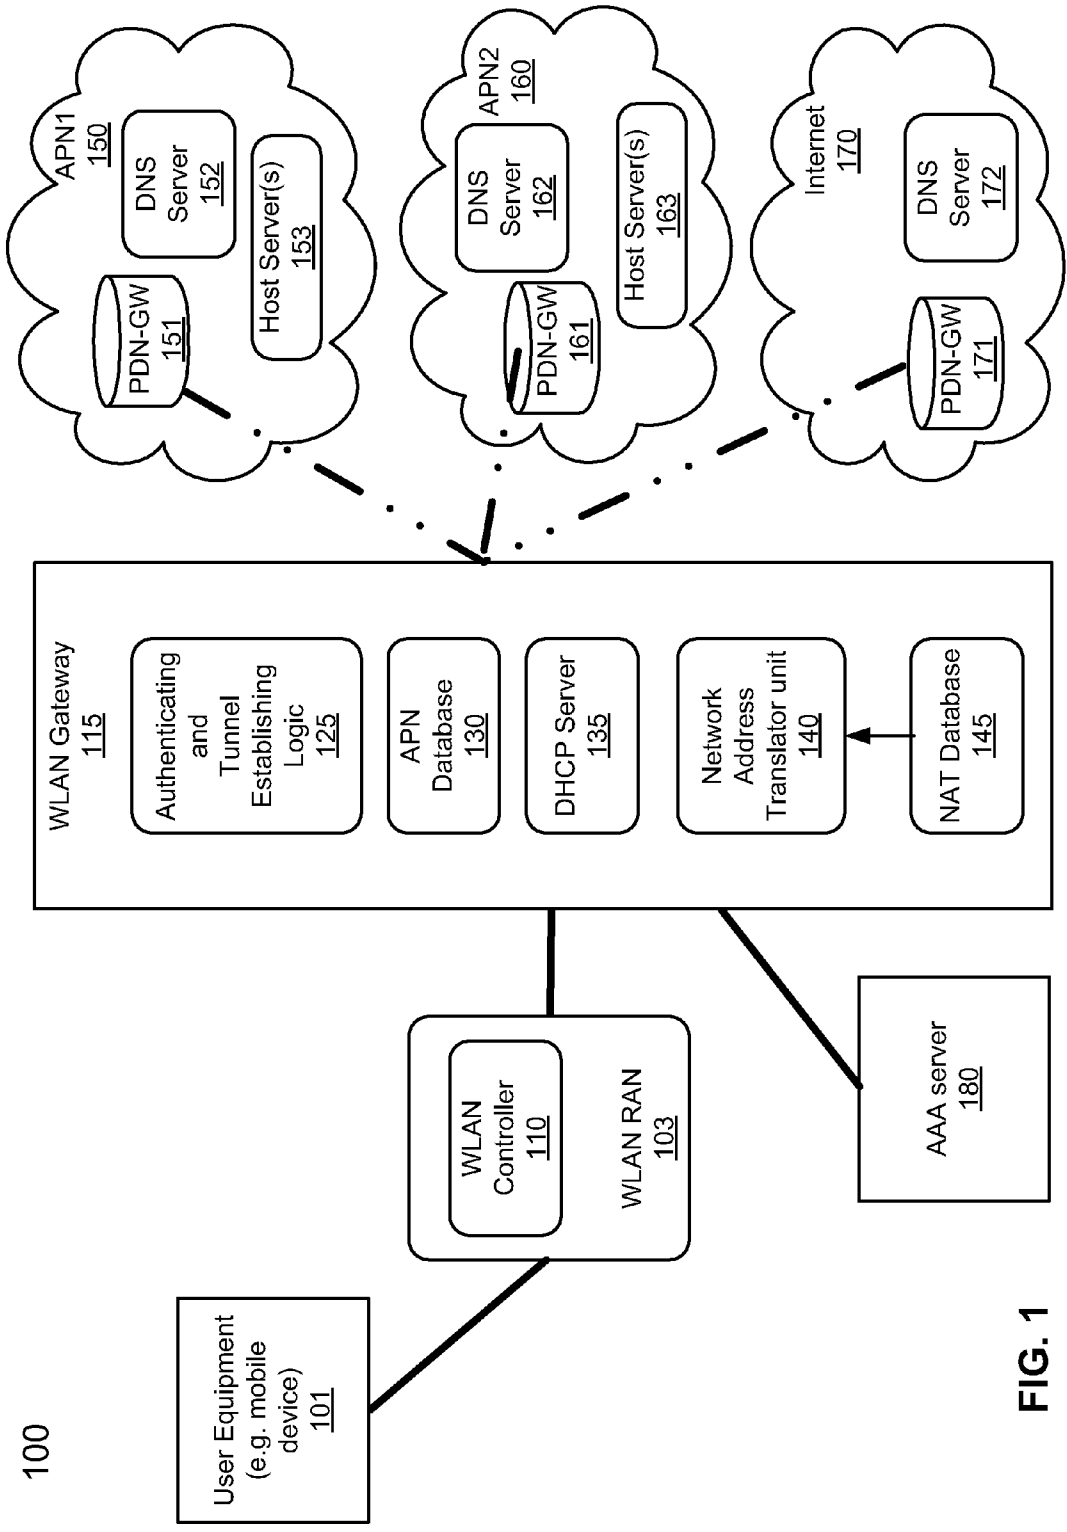 100
User Equipment
(e.g. mobile
device)
101
WLAN
Controller
110
WLAN RAN
103
AAA server
180
WLAN Gateway
115
Authenticating
and
Tunnel
Establishing
Logic
125
APN
Database
130
DHCP Server
135
Network
Address
Translator unit
140
NAT Database
145
APN1
150
PDN-GW
151
DNS
Server
152
Host Server(s)
153
APN2
160
PDN-GW
161
DNS
Server
162
Host Server(s)
163
Internet
170
PDN-GW
171
DNS
Server
172
FIG. 1